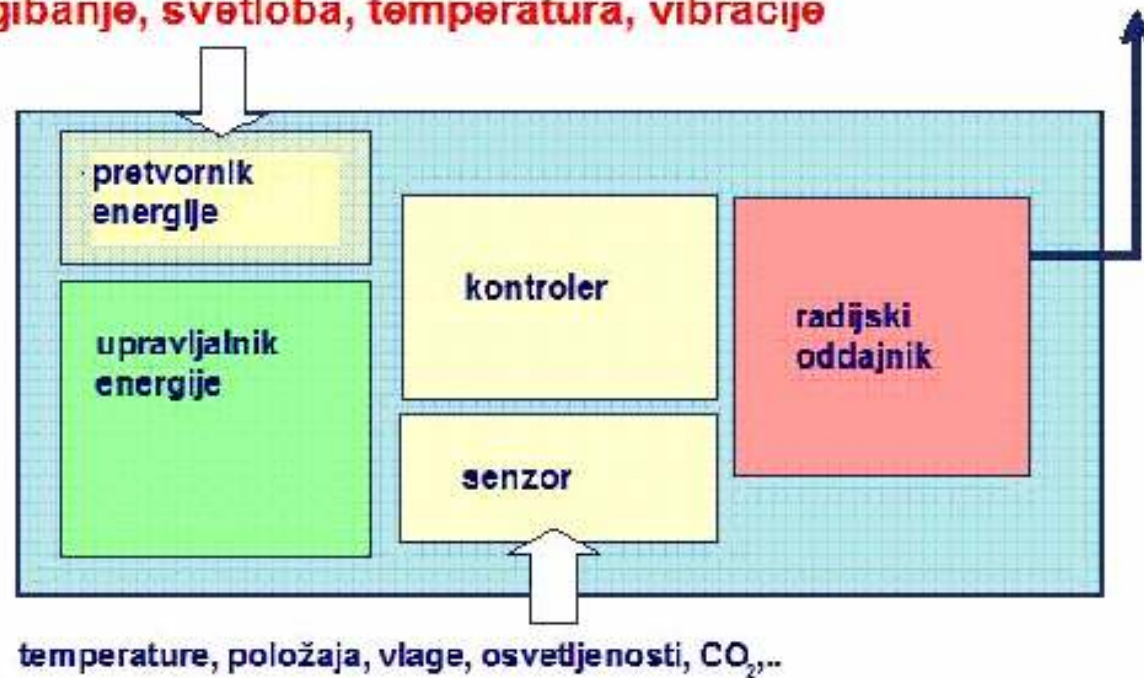 gibanje, svetloba, temperatura, vibracije
pretvornik
energije
upravljalnik
energije
kontroler
senzor
radijski
oddajnik
temperature, položaja, vlage, osvetljenosti, CO₂,..